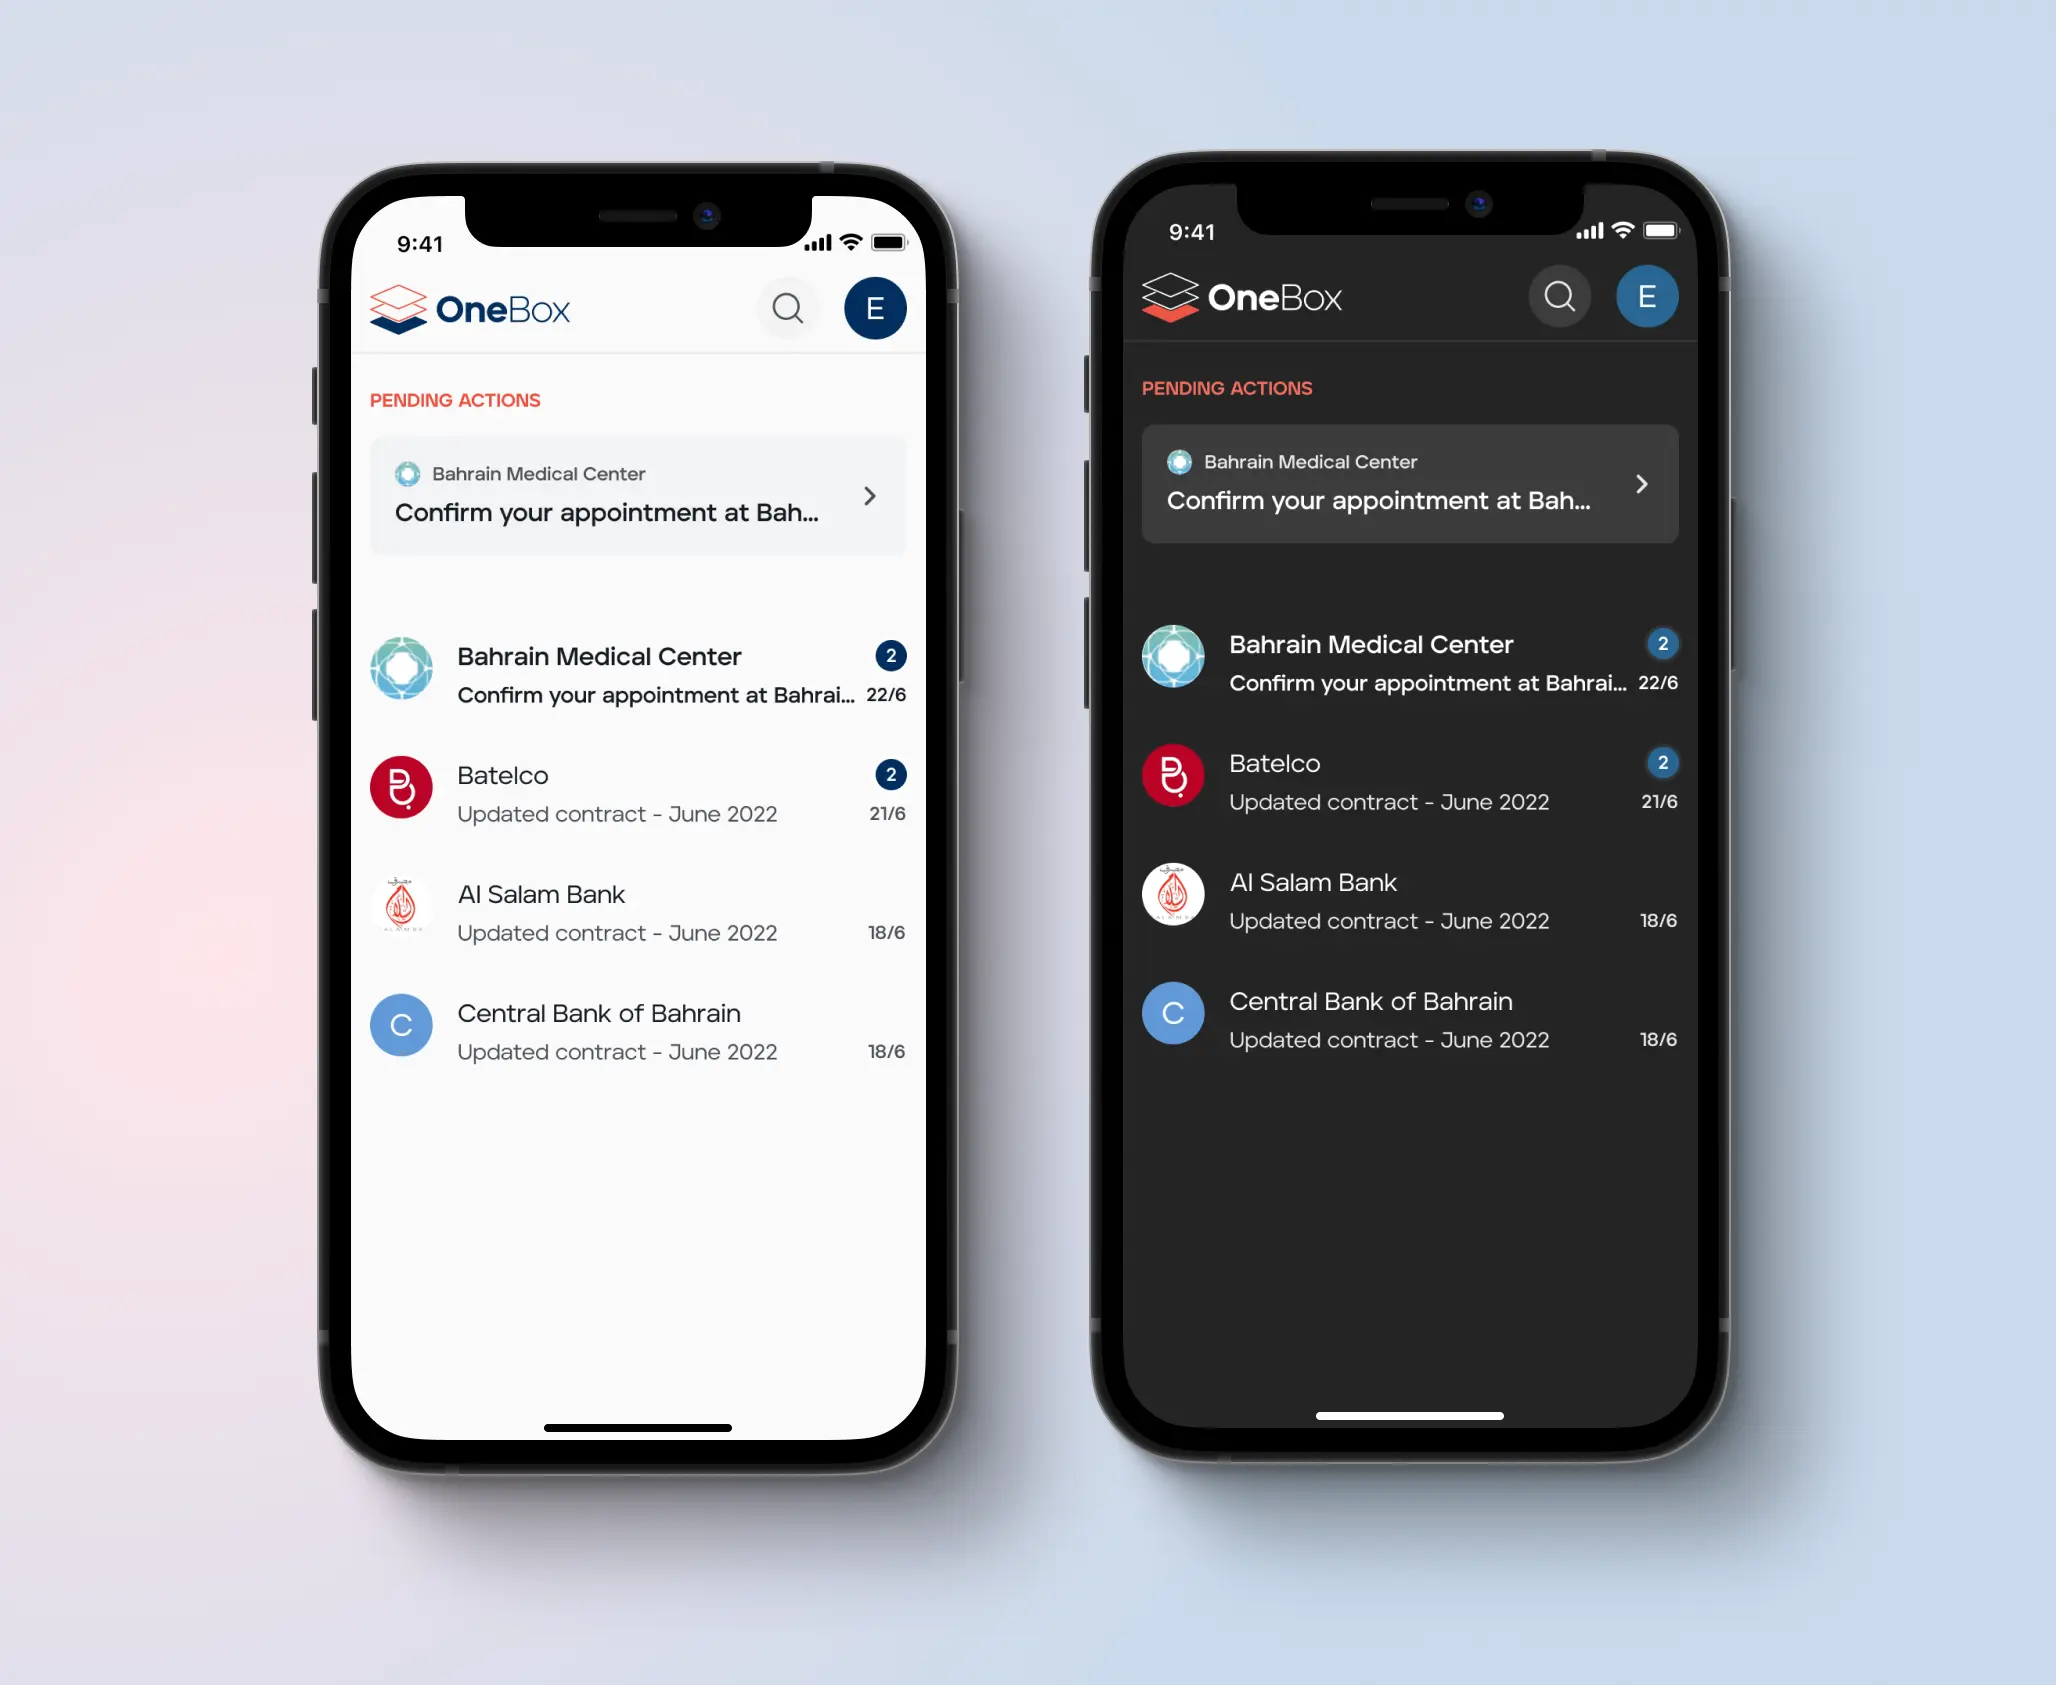 9:41
OneBox
E
PENDING ACTIONS
Bahrain Medical Center
Confirm your appointment at Bah...
Bahrain Medical Center
2
Confirm your appointment at Bahrai...
22/6
Batelco
2
Updated contract - June 2022
21/6
Al Salam Bank
Updated contract - June 2022
18/6
C
Central Bank of Bahrain
Updated contract - June 2022
18/6
9:41
OneBox
E
PENDING ACTIONS
Bahrain Medical Center
Confirm your appointment at Bah...
Bahrain Medical Center
2
Confirm your appointment at Bahrai...
22/6
Batelco
2
Updated contract - June 2022
21/6
Al Salam Bank
Updated contract - June 2022
18/6
C
Central Bank of Bahrain
Updated contract - June 2022
18/6